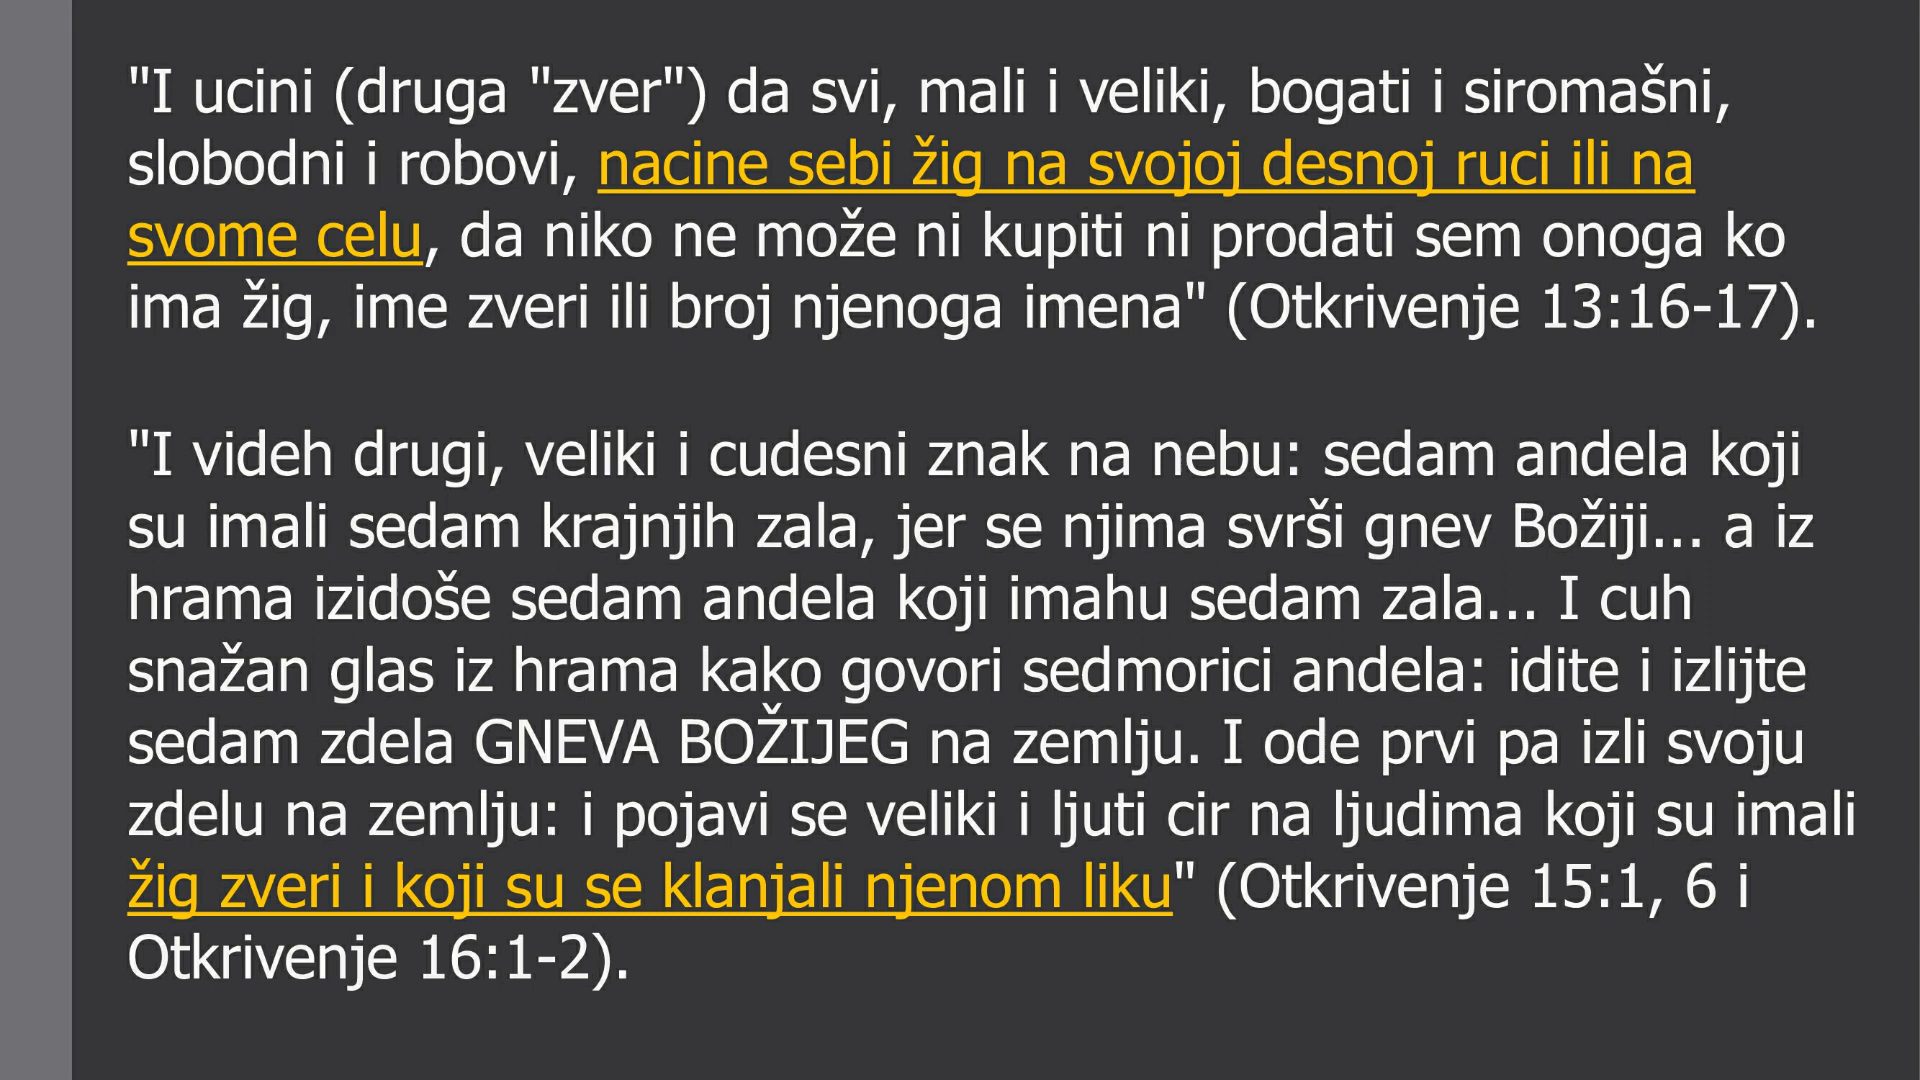 "I ucini (druga "zver") da svi, mali i veliki, bogati i siromašni,
slobodni i robovi, nacine sebi žig na svojoj desnoj ruci ili na
svome celu, da niko ne može ni kupiti ni prodati sem onoga ko
ima žig, ime zveri ili broj njenoga imena" (Otkrivenje 13:16-17).
"I videh drugi, veliki i cudesni znak na nebu: sedam andela koji
su imali sedam krajnjih zala, jer se njima svrši gnev Božiji... a iz
hrama izidoše sedam andela koji imahu sedam zala... I cuh
snažan glas iz hrama kako govori sedmorici andela: idite i izlijte
sedam zdela GNEVA BOŽIJEG na zemlju. I ode prvi pa izli svoju
zdelu na zemlju: i pojavi se veliki i ljuti cir na ljudima koji su imali
žig zveri i koji su se klanjali njenom liku" (Otkrivenje 15:1, 6 i
Otkrivenje 16:1-2).